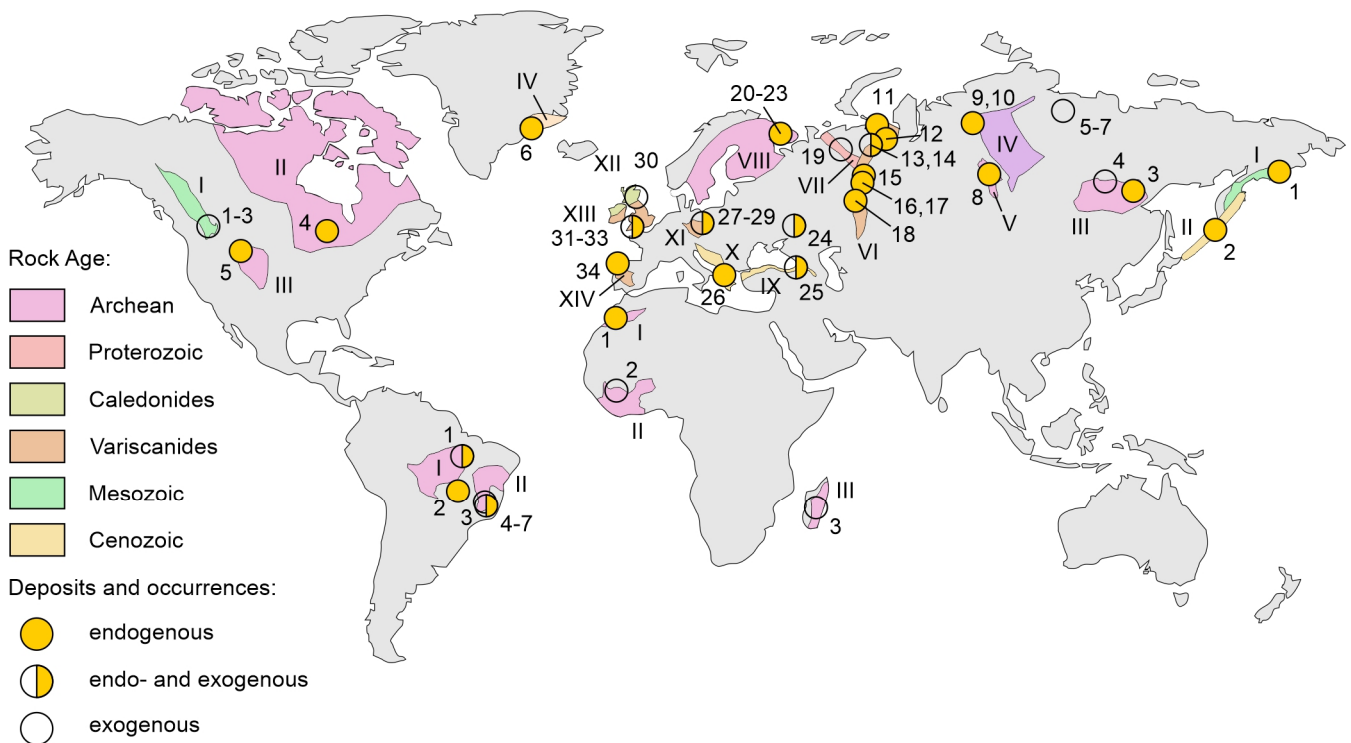 IV
6
II
I
1-3
4
5
III
20-23
11
9,10
5-7
12
XII
30
VIII
19
13,14
VII
15
IV
4
3
I
1
8
V
III
XIII
27-29
16,17
31-33
XI
24
18
VI
II
2
34
X
XIV
26
IX
25
1
I
2
II
1
I
II
2
3
4-7
III
3
Rock Age:
Archean
Proterozoic
Caledonides
Variscanides
Mesozoic
Cenozoic
Deposits and occurrences:
endogenous
endo- and exogenous
exogenous